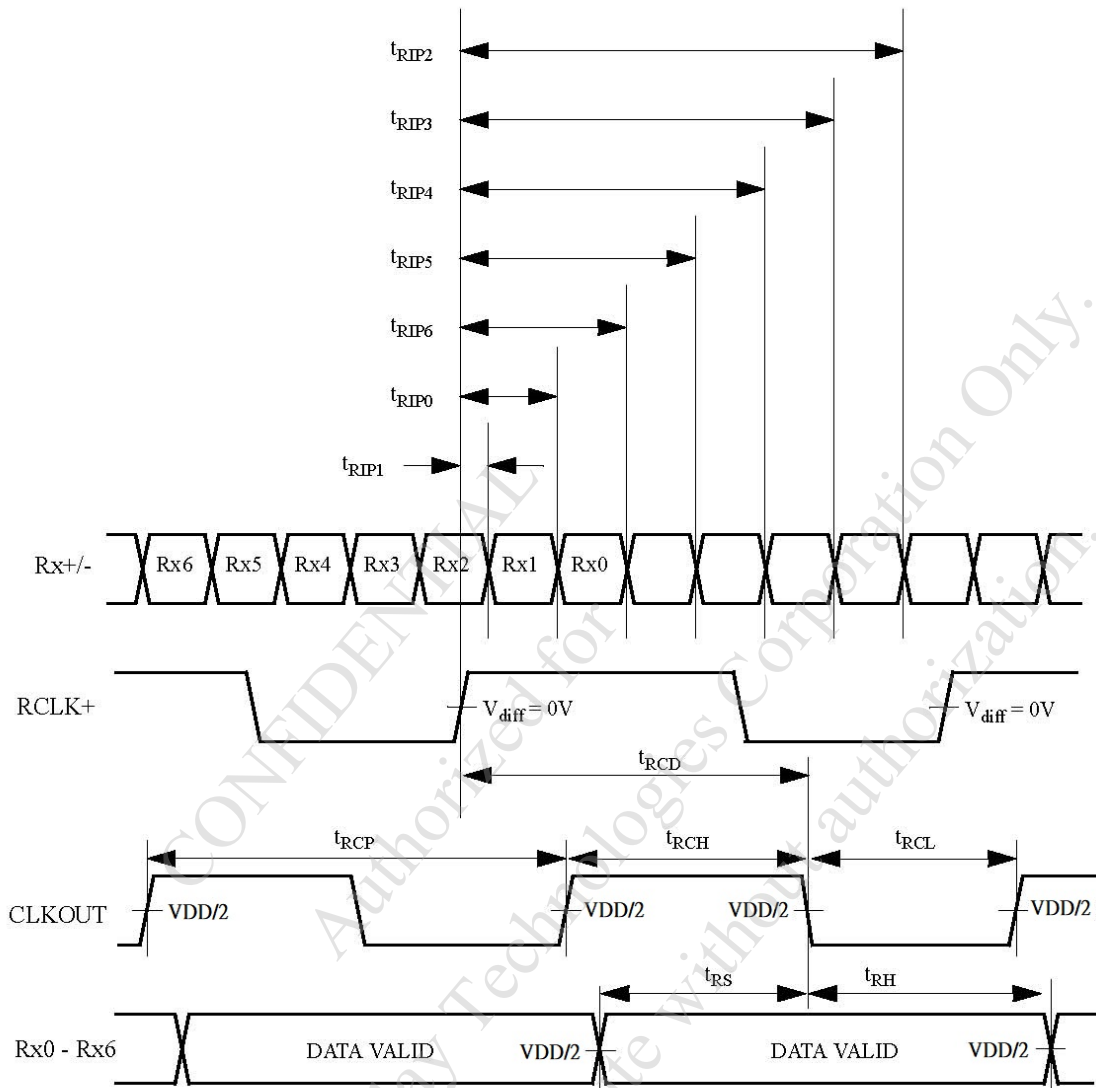 tRIP2
tRIP3
tRIP4
tRIP5
tRIP6
tRIP0
tRIP1
Rx+/- Rx6 Rx5 Rx4 Rx3 Rx2 Rx1 Rx0
RCLK+ Vdiff = 0V Vdiff = 0V
tRCD
tRCP tRCH tRCL
CLKOUT VDD/2 VDD/2 VDD/2 VDD/2
tRS tRH
Rx0 - Rx6 DATA VALID VDD/2 DATA VALID VDD/2
CONFIDENTIAL
Authorized for Corporation Only.
Technologies
without authorization.